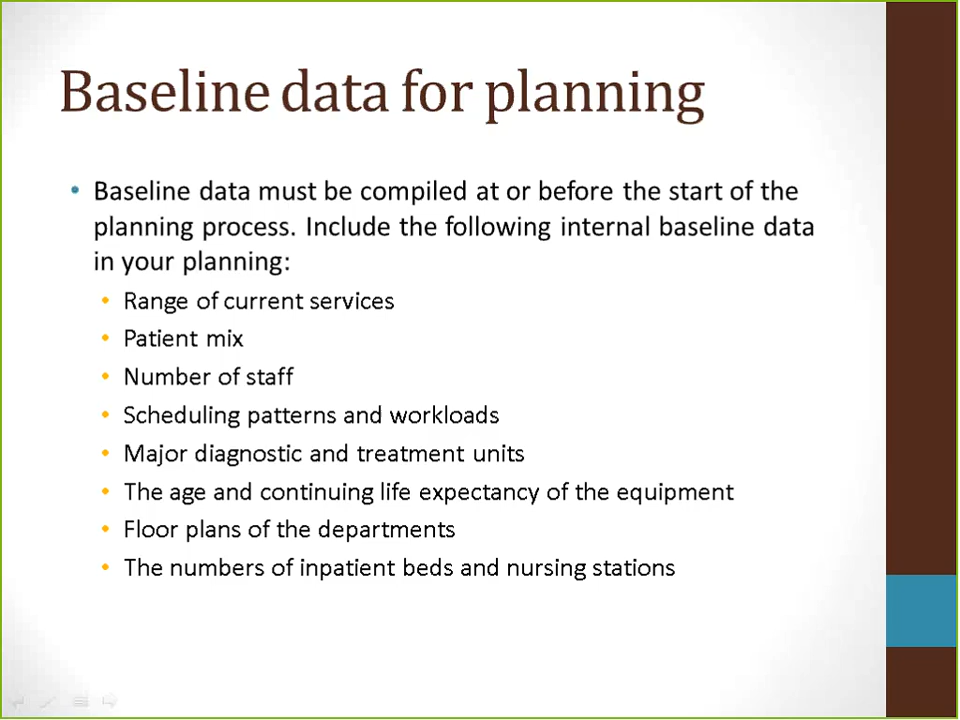 Baseline data for planning
• Baseline data must be compiled at or before the start of the
planning process. Include the following internal baseline data
in your planning:
• Range of current services
• Patient mix
• Number of staff
• Scheduling patterns and workloads
• Major diagnostic and treatment units
• The age and continuing life expectancy of the equipment
• Floor plans of the departments
• The numbers of inpatient beds and nursing stations